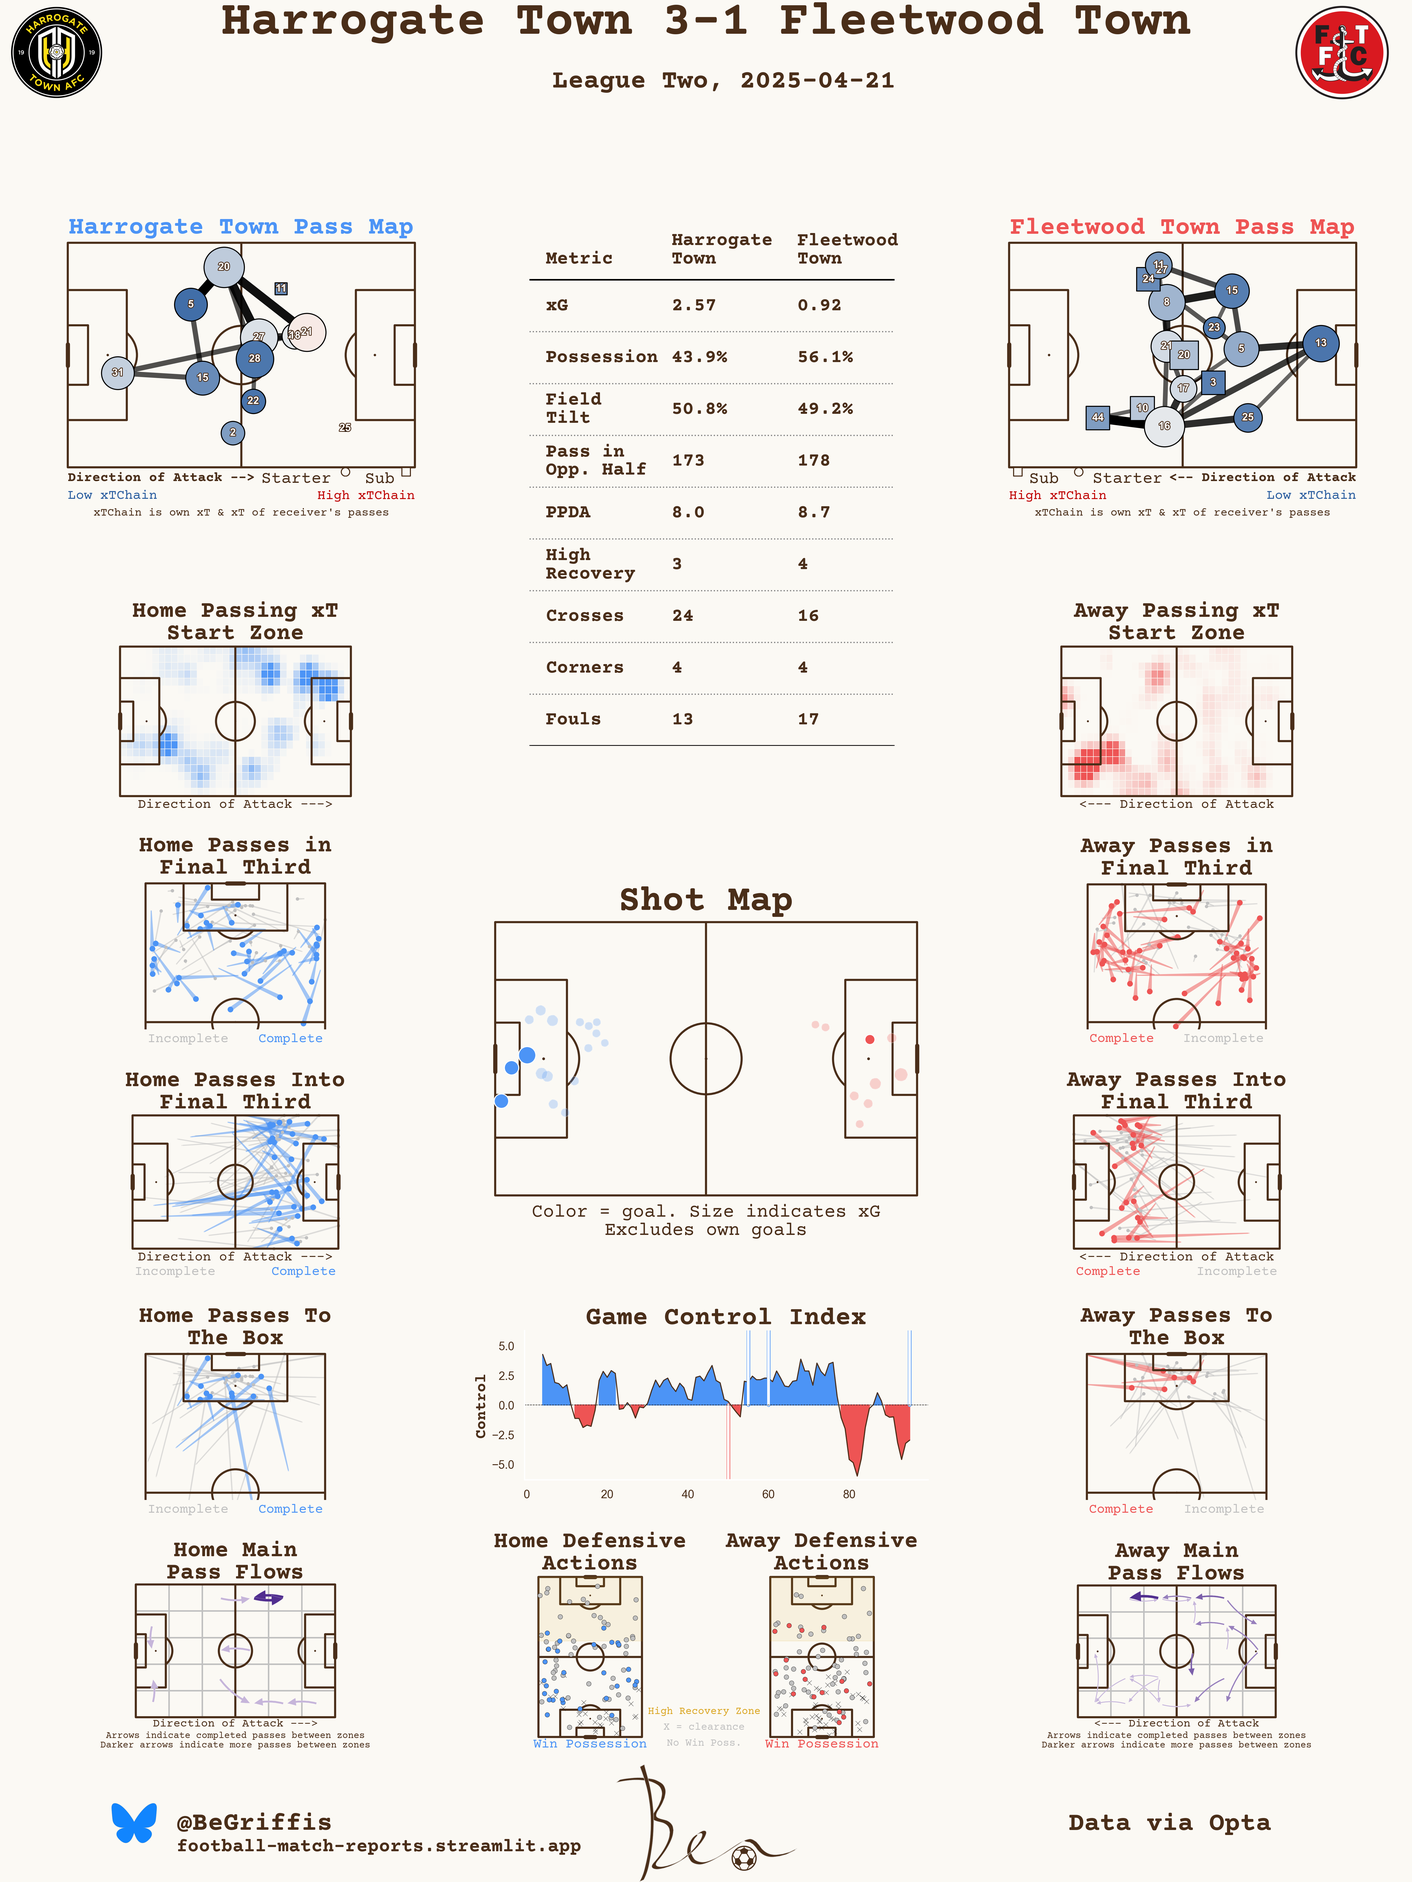 Harrogate Town 3-1 Fleetwood Town
League Two, 2025-04-21
HARROGATE
19 19
TOWN AFC
F T
F C
Harrogate Town Pass Map
20
11
5
27
18
21
28
31
15
22
2
25
Direction of Attack --> Starter Sub
Low xTChain High xTChain
xTChain is own xT & xT of receiver's passes
Metric Harrogate Town Fleetwood Town
xG 2.57 0.92
Possession 43.9% 56.1%
Field Tilt 50.8% 49.2%
Pass in Opp. Half 173 178
PPDA 8.0 8.7
High Recovery 3 4
Crosses 24 16
Corners 4 4
Fouls 13 17
Fleetwood Town Pass Map
11
27
24
15
8
23
21
20
5
13
17
3
10
44
16
25
Sub Starter <-- Direction of Attack
High xTChain Low xTChain
xTChain is own xT & xT of receiver's passes
Home Passing xT
Start Zone
Direction of Attack --->
Away Passing xT
Start Zone
<--- Direction of Attack
Home Passes in
Final Third
Incomplete Complete
Away Passes in
Final Third
Complete Incomplete
Shot Map
Color = goal. Size indicates xG
Excludes own goals
Home Passes Into
Final Third
Direction of Attack --->
Incomplete Complete
Away Passes Into
Final Third
<--- Direction of Attack
Complete Incomplete
Home Passes To
The Box
Incomplete Complete
Game Control Index
Control
5.0
2.5
0.0
−2.5
−5.0
0 20 40 60 80
Away Passes To
The Box
Complete Incomplete
Home Main
Pass Flows
Direction of Attack --->
Arrows indicate completed passes between zones
Darker arrows indicate more passes between zones
Home Defensive
Actions
Win Possession
High Recovery Zone
X = clearance
No Win Poss.
Away Defensive
Actions
Win Possession
Away Main
Pass Flows
<--- Direction of Attack
Arrows indicate completed passes between zones
Darker arrows indicate more passes between zones
@BeGriffis
football-match-reports.streamlit.app
Ben
Data via Opta